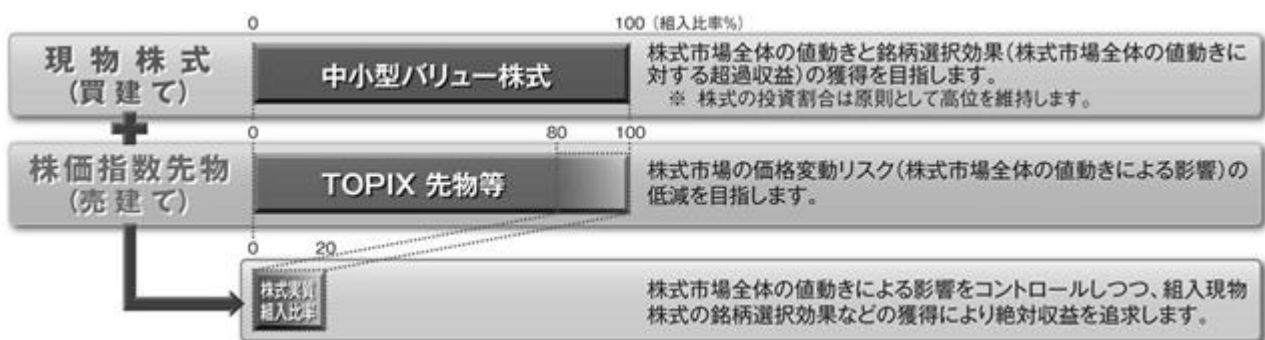 0 100 (組入比率%)
現物株式
(買建て)
中小型バリュー株式
株式市場全体の値動きと銘柄選択効果(株式市場全体の値動きに
対する超過収益)の獲得を目指します。
※ 株式の投資割合は原則として高位を維持します。
0 80 100
株価指数先物
(売建て)
TOPIX 先物等
株式市場の価格変動リスク(株式市場全体の値動きによる影響)の
低減を目指します。
0 20
株式実質
組入比率
株式市場全体の値動きによる影響をコントロールしつつ、組入現物
株式の銘柄選択効果などの獲得により絶対収益を追求します。